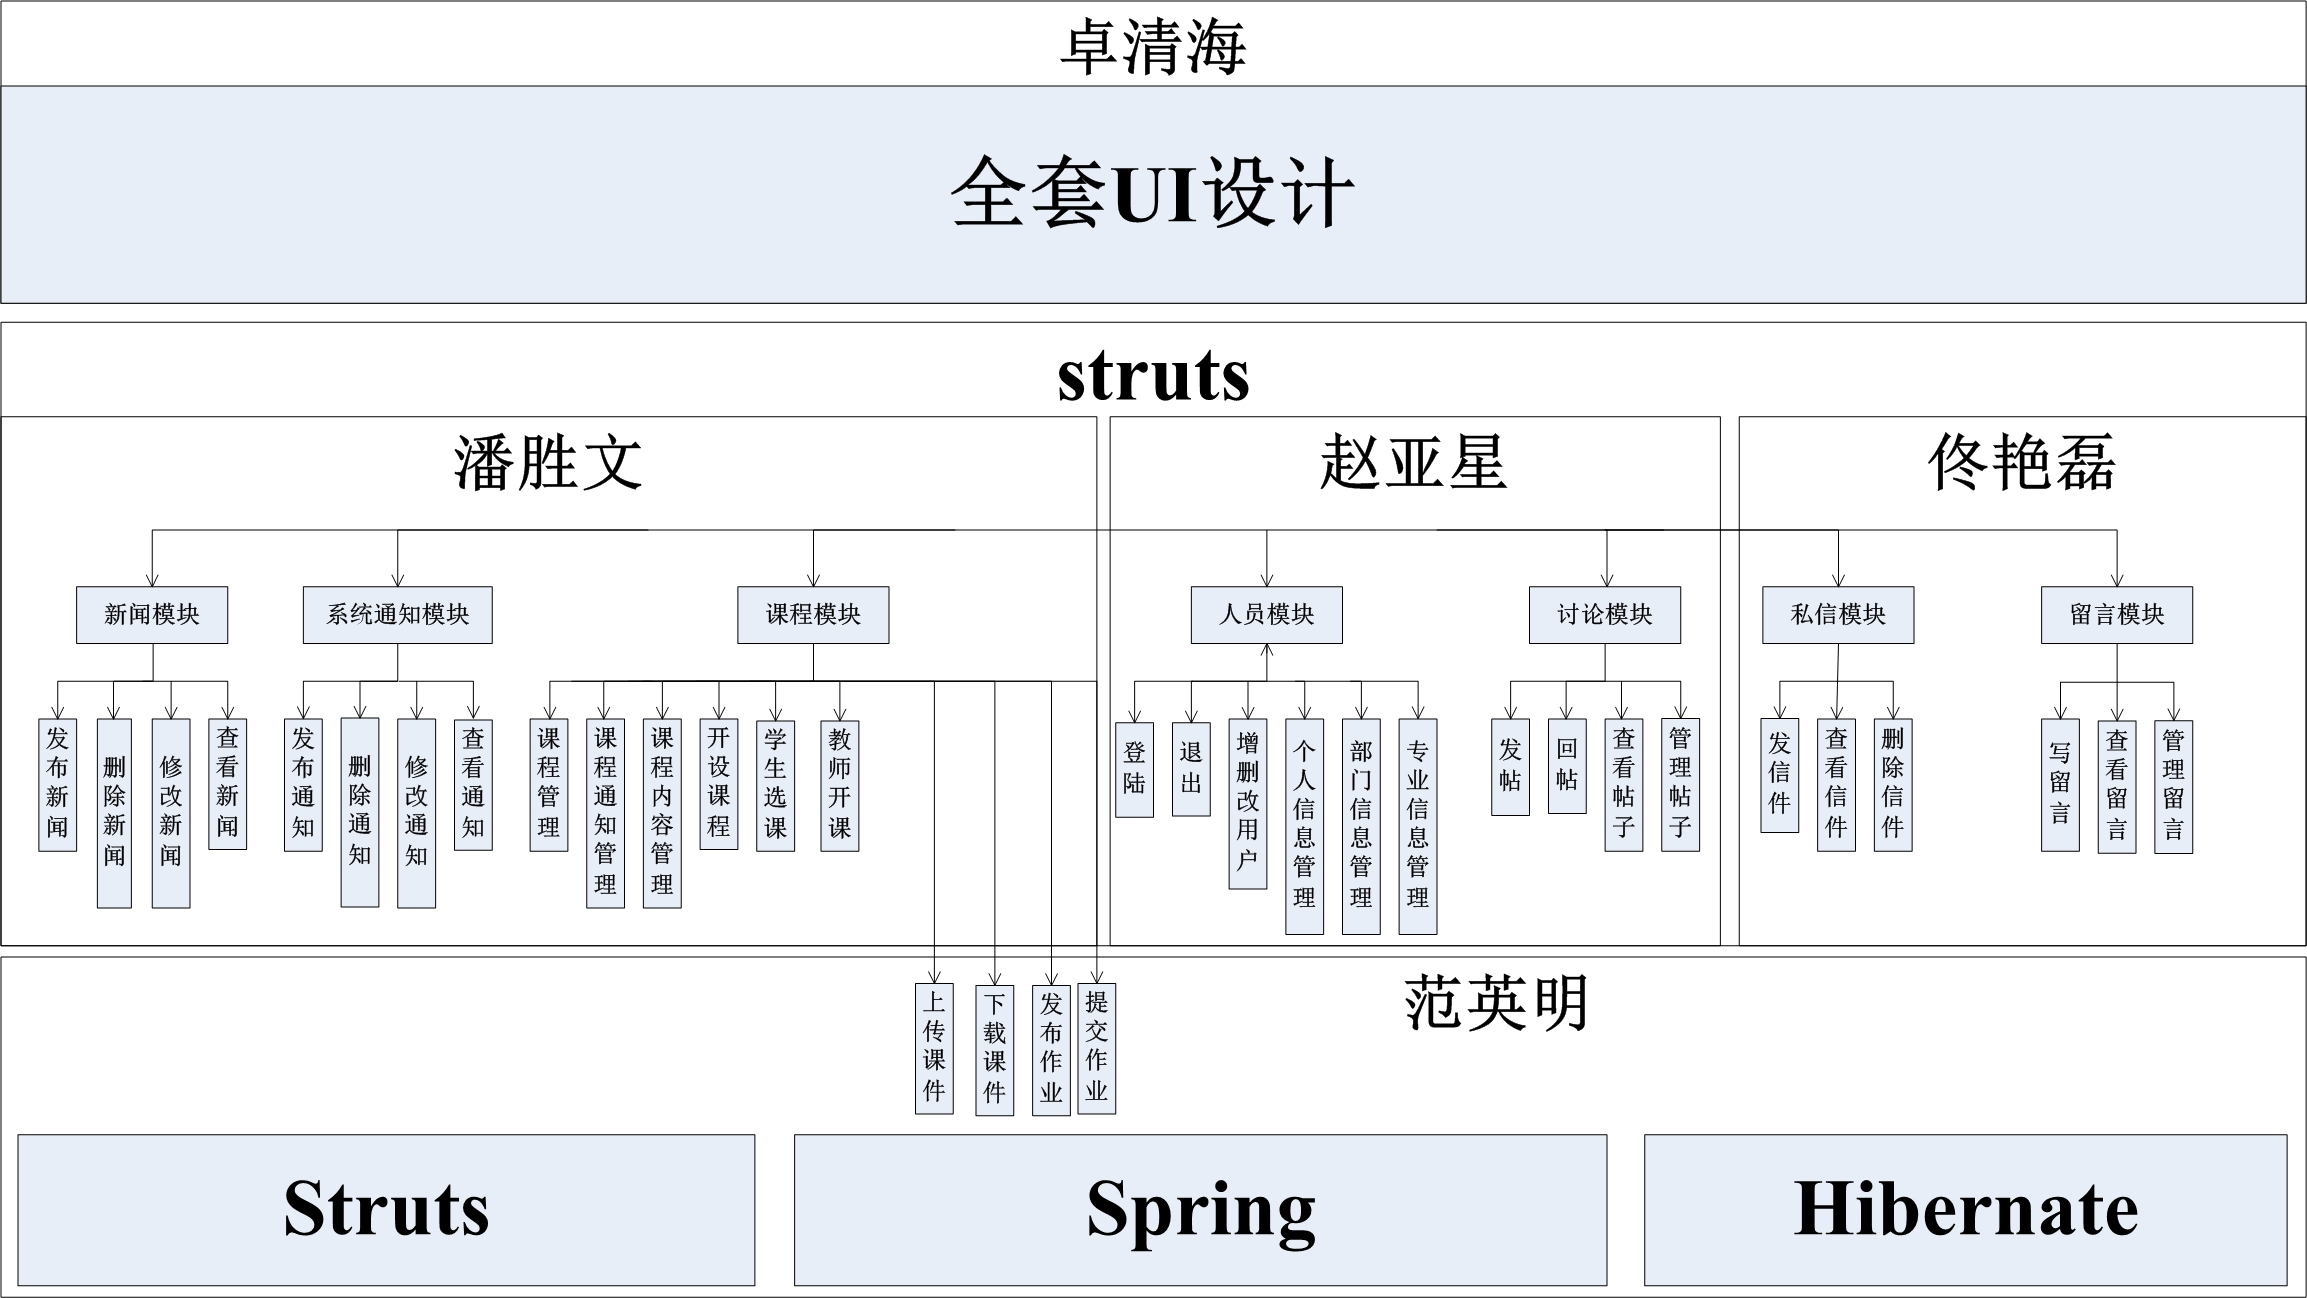 卓清海
全套UI设计
struts
潘胜文
赵亚星
佟艳磊
新闻模块
系统通知模块
课程模块
人员模块
讨论模块
私信模块
留言模块
发布新闻
删除新闻
修改新闻
查看新闻
发布通知
删除通知
修改通知
查看通知
课程管理
课程通知管理
课程内容管理
开设课程
学生选课
教师开课
登陆
退出
增删改用户
个人信息管理
部门信息管理
专业信息管理
发帖
回帖
查看帖子
管理帖子
发信件
查看信件
删除信件
写留言
查看留言
管理留言
范英明
上传课件
下载课件
发布作业
提交作业
Struts
Spring
Hibernate